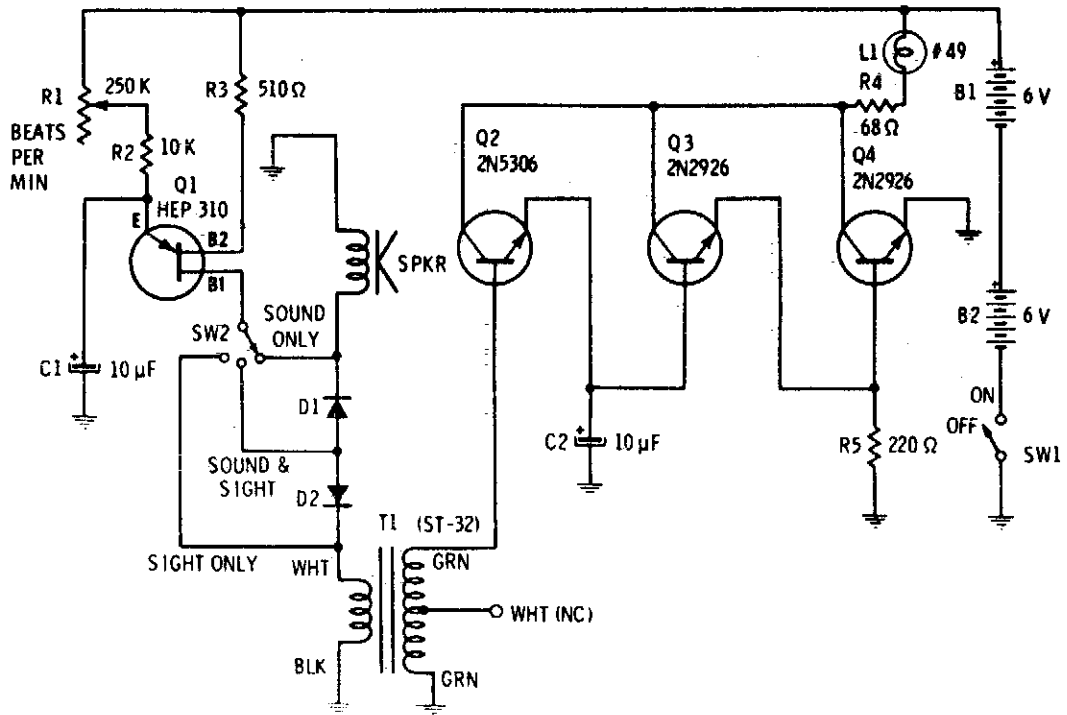 L1
#49
R1
250 K
BEATS
PER
MIN
R3
510Ω
R4
68Ω
+
B1
6 V
R2
10 K
Q1
HEP 310
E
B2
B1
Q2
2N5306
Q3
2N2926
Q4
2N2926
SPKR
SW2
SOUND
ONLY
+
C1
10 µF
D1
SOUND &
SIGHT
D2
SIGHT ONLY
WHT
T1 (ST-32)
GRN
WHT (NC)
BLK
GRN
+
C2
10 µF
R5
220 Ω
+
B2
6 V
ON
OFF
SW1